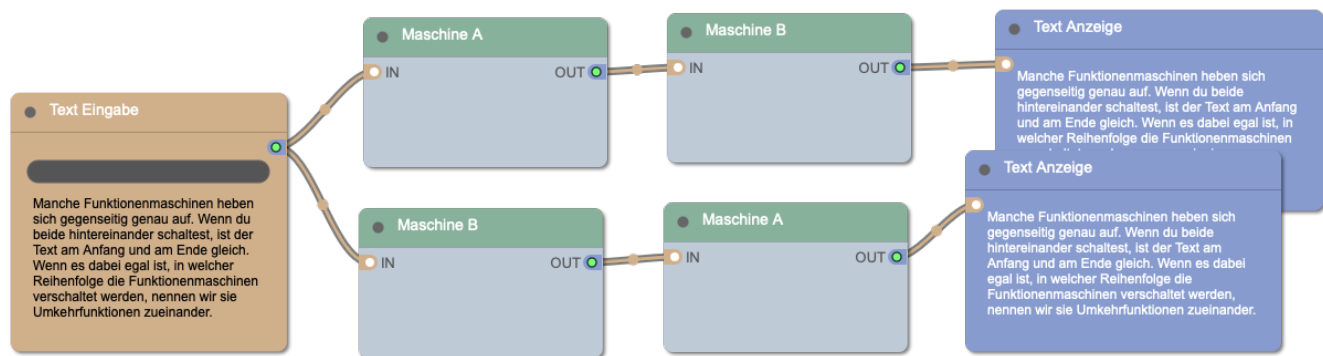 Text Eingabe
Manche Funktionenmaschinen heben
sich gegenseitig genau auf. Wenn du
beide hintereinander schaltest, ist der
Text am Anfang und am Ende gleich.
Wenn es dabei egal ist, in welcher
Reihenfolge die Funktionenmaschinen
verschaltet werden, nennen wir sie
Umkehrfunktionen zueinander.
Maschine A
IN OUT
Maschine B
IN OUT
Text Anzeige
Manche Funktionenmaschinen heben sich
gegenseitig genau auf. Wenn du beide
hintereinander schaltest, ist der Text am Anfang
und am Ende gleich. Wenn es dabei egal ist, in
welcher Reihenfolge die Funktionenmaschinen
Maschine B
IN OUT
Maschine A
IN OUT
Text Anzeige
Manche Funktionenmaschinen heben sich
gegenseitig genau auf. Wenn du beide
hintereinander schaltest, ist der Text am
Anfang und am Ende gleich. Wenn es dabei
egal ist, in welcher Reihenfolge die
Funktionenmaschinen verschaltet werden,
nennen wir sie Umkehrfunktionen zueinander.